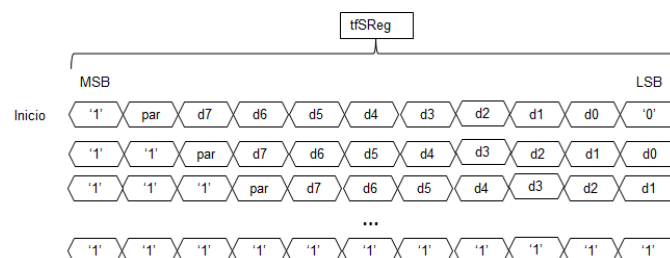 tfSReg
MSB LSB
Inicio '1' par d7 d6 d5 d4 d3 d2 d1 d0 '0'
'1' '1' par d7 d6 d5 d4 d3 d2 d1 d0
'1' '1' '1' par d7 d6 d5 d4 d3 d2 d1
...
'1' '1' '1' '1' '1' '1' '1' '1' '1' '1' '1'